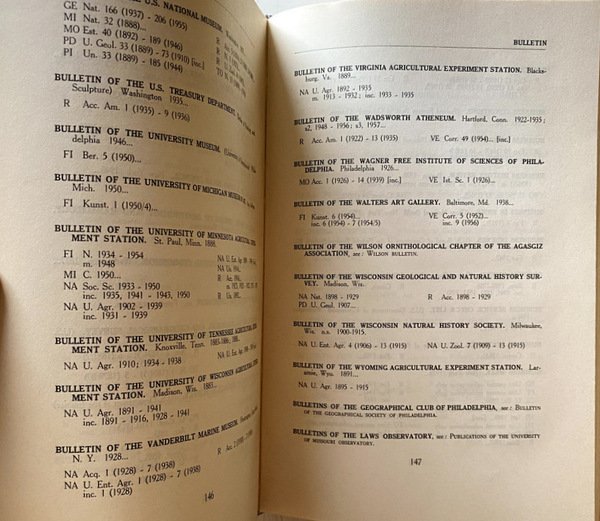 THE U.S. NATIONAL MUSEUM.
GE Nat. 166 (1937) - 206 (1955)
MI Nat. 32 (1888)...
MO Eat. 40 (1892) - 189 (1946)
PD U. Geol. 33 (1889) - 73 (1910) [inc.]
PI Un. 33 (1889) - 185 (1944)
BULLETIN OF THE U.S. TREASURY DEPARTMENT.
Sculpture) Washington 1935...
R Acc. Am. 1 (1935) - 9 (1936)
BULLETIN OF THE UNIVERSITY MUSEUM.
delphia 1946...
FI Ber. 5 (1950)...
BULLETIN OF THE UNIVERSITY OF MICHIGAN MUSEUM
Mich. 1950...
FI Kunst. 1 (1950/4)...
BULLETIN OF THE UNIVERSITY OF MINNESOTA AGRICULTURAL
MENT STATION. St. Paul, Minn. 1888.
FI N. 1934 - 1954
m. 1948
MI C. 1950...
NA Soc. Sc. 1933 - 1950
inc. 1935, 1941 - 1943, 1950
NA U. Agr. 1902 - 1939
inc. 1931 - 1939
BULLETIN OF THE UNIVERSITY OF TENNESSEE AGRICULTURAL
MENT STATION. Knoxville, Tenn.
NA U. Agr. 1910; 1934 - 1938
BULLETIN OF THE UNIVERSITY OF WISCONSIN AGRICULTURAL
MENT STATION. Madison, Wis. 1883...
NA U. Agr. 1891 - 1941
inc. 1891 - 1916, 1928 - 1941
BULLETIN OF THE VANDERBILT MARINE MUSEUM.
N. Y. 1928...
NA Acq. 1 (1928) - 7 (1938)
NA U. Ent. Agr. 1 (1928) - 7 (1938)
inc. 1 (1928)
146
BULLETIN
BULLETIN OF THE VIRGINIA AGRICULTURAL EXPERIMENT STATION. Blacks-
burg, Va. 1889...
NA U. Agr. 1892 - 1935
m. 1913 - 1932; inc. 1933 - 1935
BULLETIN OF THE WADSWORTH ATHENEUM. Hartford, Conn. 1922-1935;
s2, 1948 - 1956; s3, 1957...
R Acc. Am. 1 (1922) - 13 (1935) VE Corr. 49 (1954)... [inc.]
BULLETIN OF THE WAGNER FREE INSTITUTE OF SCIENCES OF PHILA-
DELPHIA. Philadelphia 1926...
MO Acc. 1 (1926) - 14 (1939) [inc.] VE Ist. Sc. 1 (1926)...
BULLETIN OF THE WALTERS ART GALLERY. Baltimore, Md. 1938...
FI Kunst. 6 (1954)... VE Corr. 5 (1952)...
inc. 6 (1954) - 7 (1954/5) inc. 9 (1956)
BULLETIN OF THE WILSON ORNITHOLOGICAL CHAPTER OF THE AGASGIZ
ASSOCIATION, see: WILSON BULLETIN.
BULLETIN OF THE WISCONSIN GEOLOGICAL AND NATURAL HISTORY SUR-
VEY. Madison, Wis.
NA Nat. 1898 - 1929 R Acc. 1898 - 1929
PD U. Geol. 1907...
BULLETIN OF THE WISCONSIN NATURAL HISTORY SOCIETY. Milwaukee,
Wis. n.s. 1900-1915.
NA U. Ent. Agr. 4 (1906) - 13 (1915) NA U. Zool. 7 (1909) - 13 (1915)
BULLETIN OF THE WYOMING AGRICULTURAL EXPERIMENT STATION. Lar-
amie, Wyo. 1891...
NA U. Agr. 1895 - 1915
BULLETINS OF THE GEOGRAPHICAL CLUB OF PHILADELPHIA, see: BULLETIN
OF THE GEOGRAPHICAL SOCIETY OF PHILADELPHIA.
BULLETINS OF THE LAWS OBSERVATORY, see: PUBLICATIONS OF THE UNIVERSITY
OF MISSOURI OBSERVATORY.
147